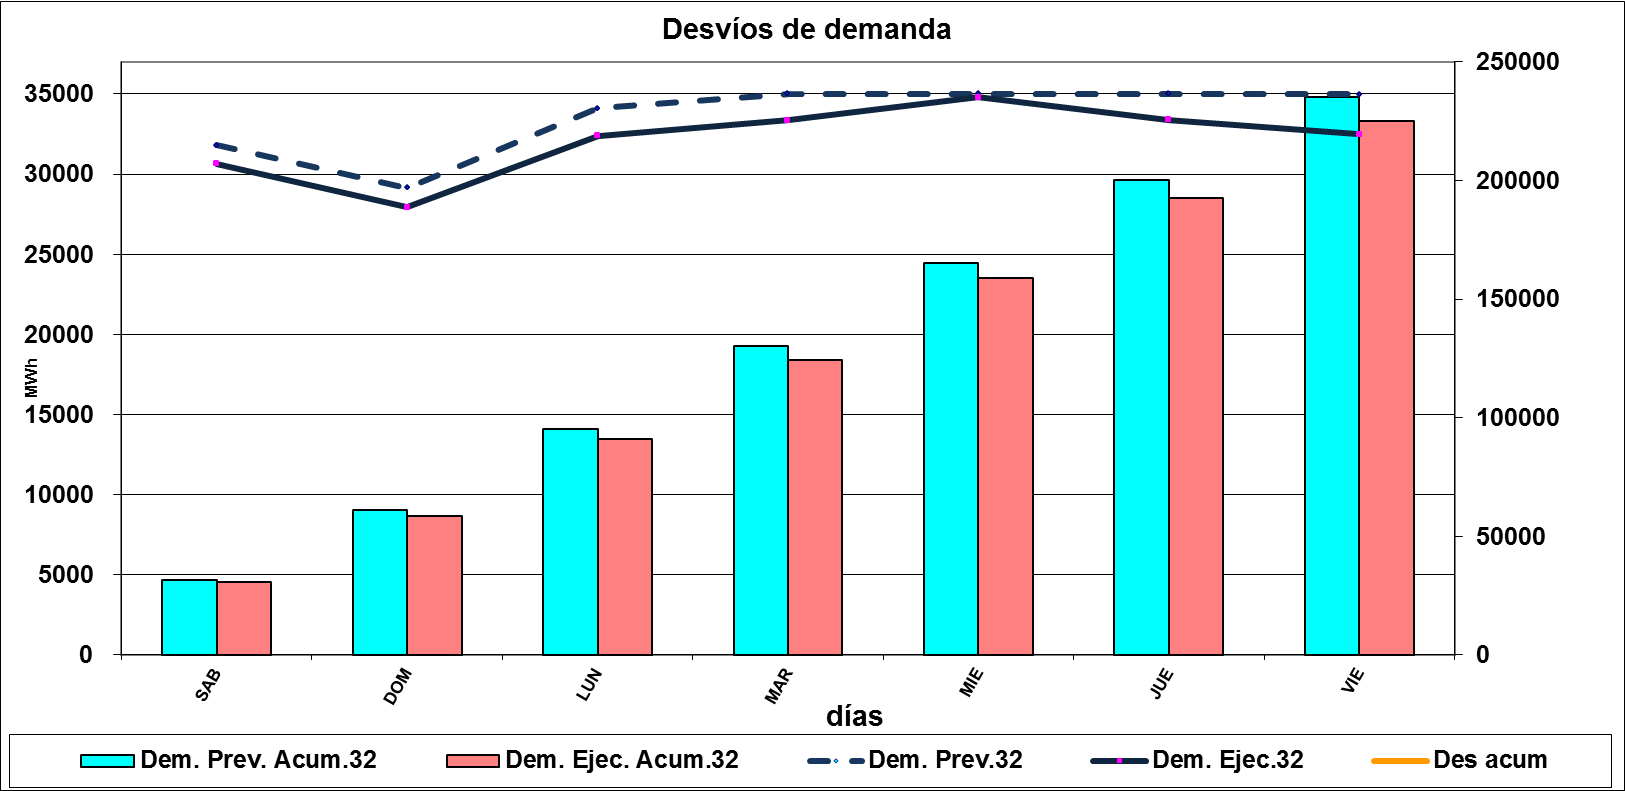 Desvíos de demanda
35000
30000
25000
20000
15000
10000
5000
0
MWh
250000
200000
150000
100000
50000
0
SAB
DOM
LUN
MAR
MIE
JUE
VIE
días
Dem. Prev. Acum.32
Dem. Ejec. Acum.32
Dem. Prev.32
Dem. Ejec.32
Des acum